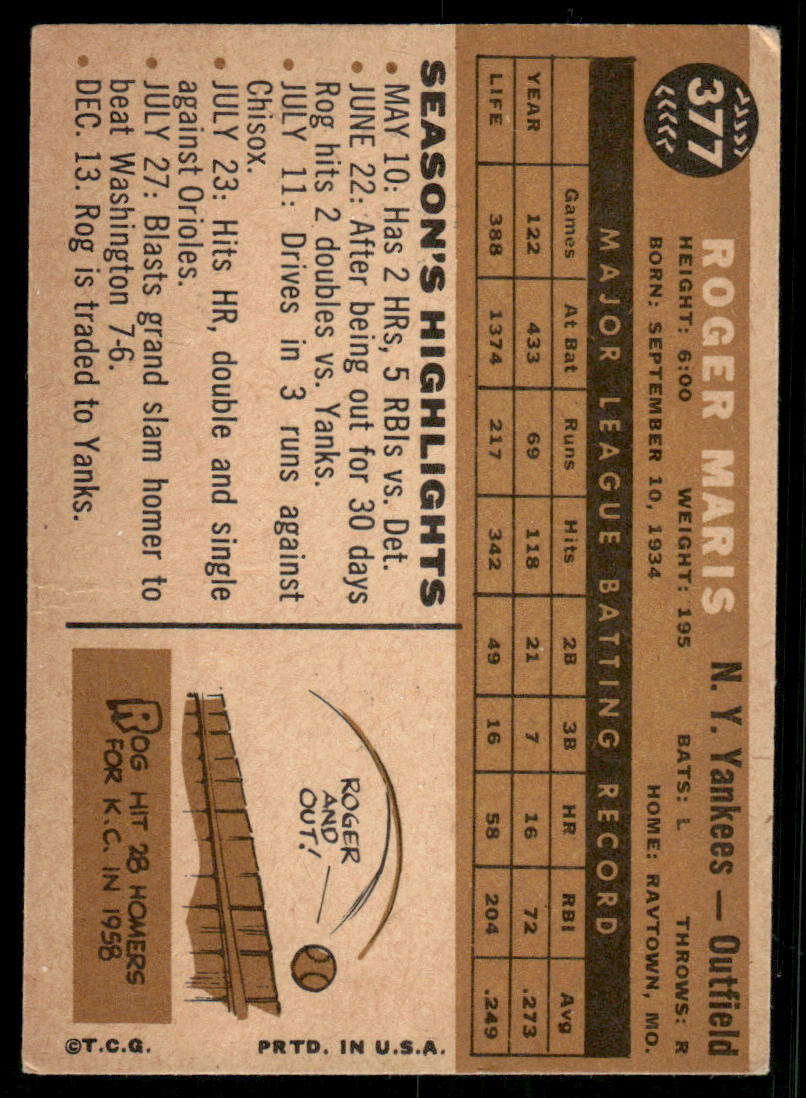 377
ROGER MARIS N. Y. Yankees — Outfield
HEIGHT: 6:00 WEIGHT: 195 BATS: L THROWS: R
BORN: SEPTEMBER 10, 1934 HOME: RAYTOWN, MO.
MAJOR LEAGUE BATTING RECORD
Games At Bat Runs Hits 2B 3B HR RBI Avg
YEAR 122 433 69 118 21 7 16 72 .273
LIFE 388 1374 217 342 49 16 58 204 .249
SEASON'S HIGHLIGHTS
• MAY 10: Has 2 HRs, 5 RBIs vs. Det.
• JUNE 22: After being out for 30 days
Rog hits 2 doubles vs. Yanks.
• JULY 11: Drives in 3 runs against
Chisox.
• JULY 23: Hits HR, double and single
against Orioles.
• JULY 27: Blasts grand slam homer to
beat Washington 7-6.
• DEC. 13. Rog is traded to Yanks.
ROGER
AND
OUT!
ROG HIT 28 HOMERS
FOR K.C. IN 1958
©T.C.G. PRTD. IN U.S.A.